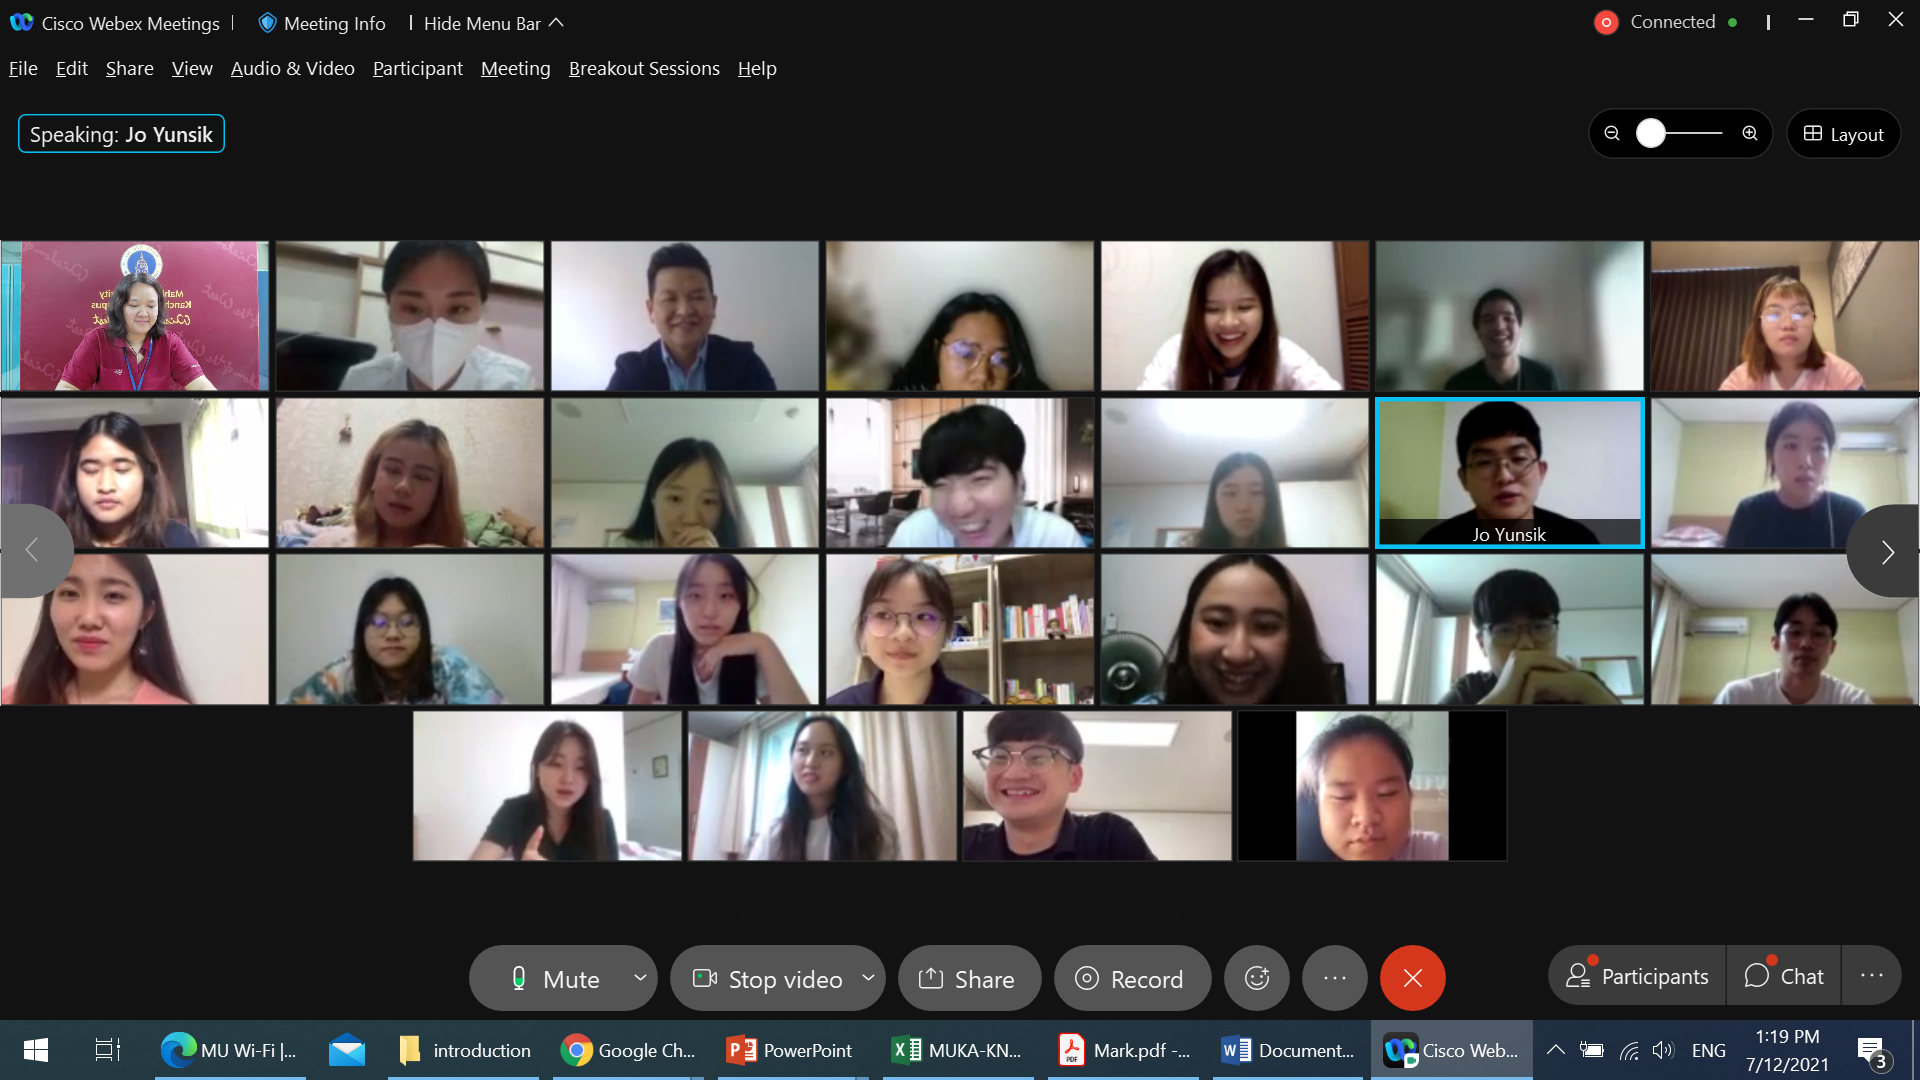 Cisco Webex Meetings Meeting Info Hide Menu Bar Connected
File Edit Share View Audio & Video Participant Meeting Breakout Sessions Help
Speaking: Jo Yunsik
Layout
Jo Yunsik
Mute Stop video Share Record Participants Chat
MU Wi-Fi |... introduction Google Ch... PowerPoint MUKA-KN... Mark.pdf -... Document... Cisco Web... ENG
1:19 PM
7/12/2021
3